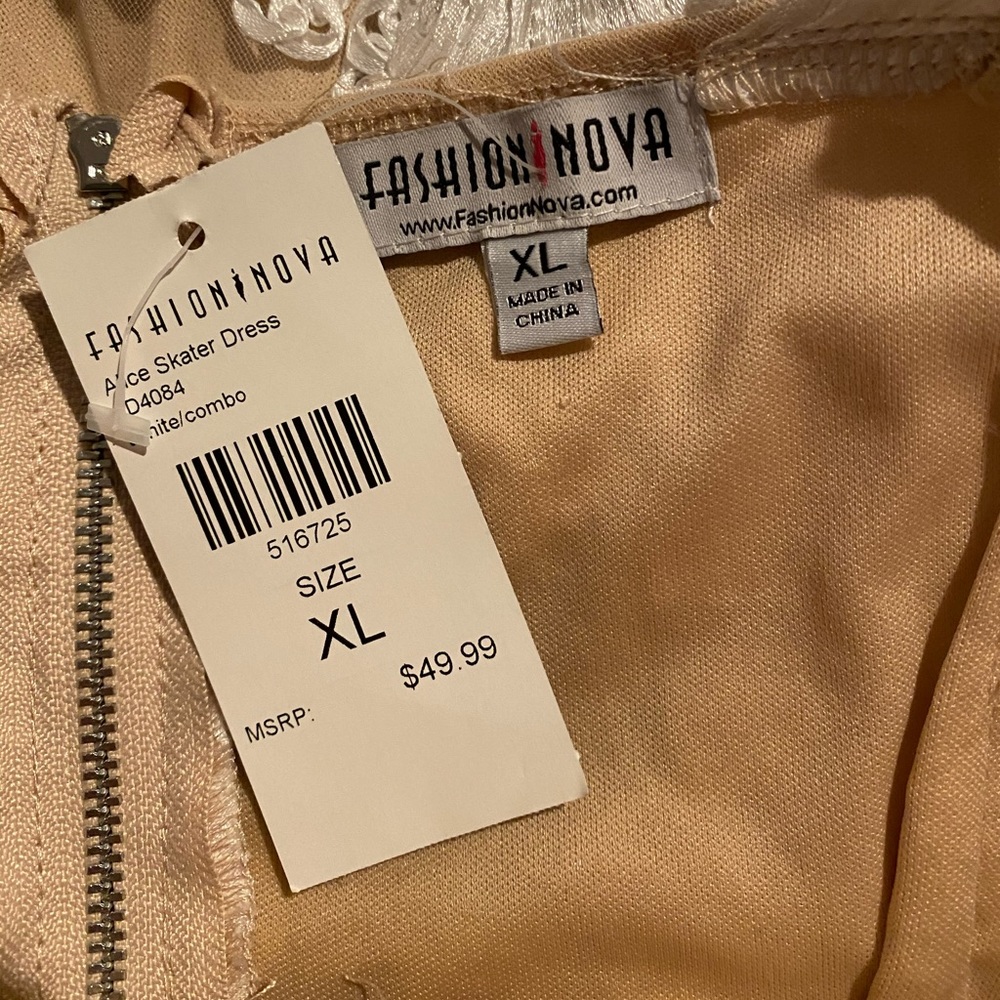 FASHION NOVA
www.FashionNova.com
XL
MADE IN
CHINA
FASHION NOVA
Skater Dress
D4084
516725
SIZE
XL
$49.99
MSRP: